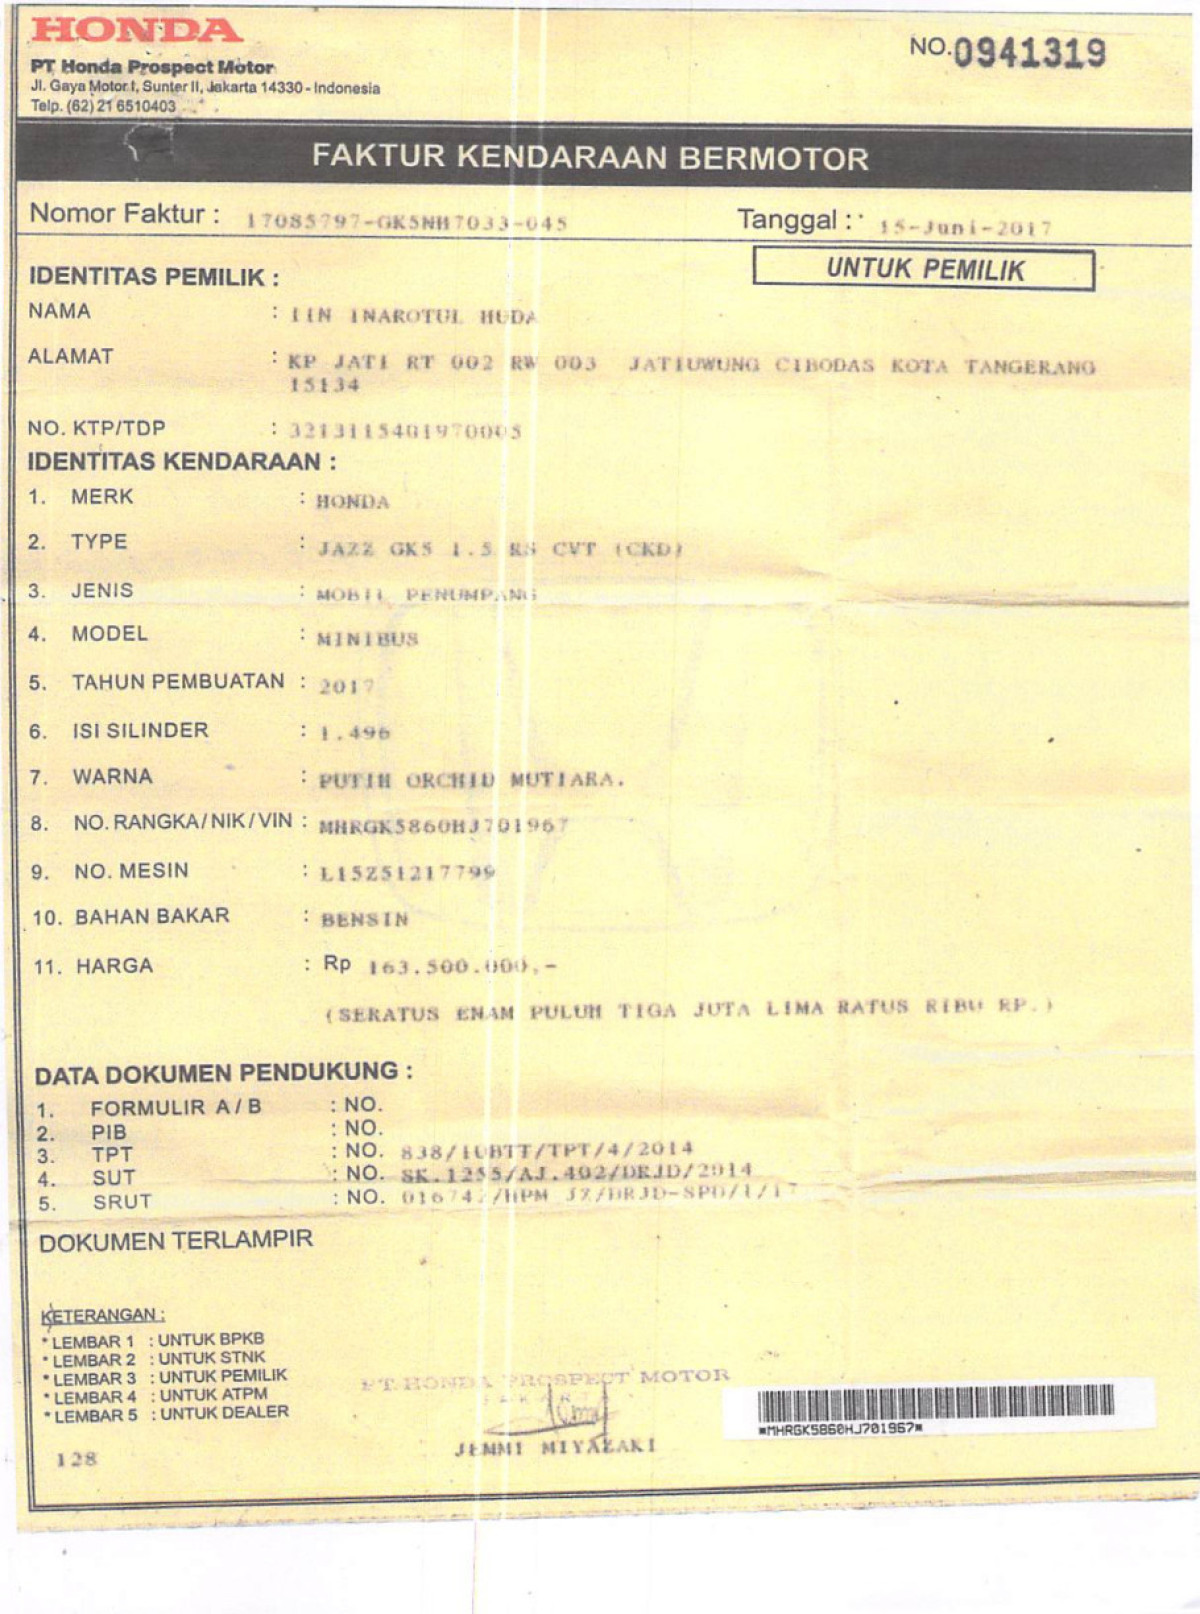 HONDA
PT Honda Prospect Motor
Jl. Gaya Motor I, Sunter II, Jakarta 14330 - Indonesia
Telp. (62) 21 6510403
NO. 0941319
FAKTUR KENDARAAN BERMOTOR
Nomor Faktur : 17085797-GK5NH7033-045 Tanggal : 15-Juni-2017
UNTUK PEMILIK
IDENTITAS PEMILIK :
NAMA : IIN INAROTUL HUDA
ALAMAT : KP JATI RT 002 RW 003 JATIUWUNG CIBODAS KOTA TANGERANG
15134
NO. KTP/TDP : 3213115401970005
IDENTITAS KENDARAAN :
1. MERK : HONDA
2. TYPE : JAZZ GK5 1.5 RS CVT (CKD)
3. JENIS : MOBIL PENUMPANG
4. MODEL : MINIBUS
5. TAHUN PEMBUATAN : 2017
6. ISI SILINDER : 1.496
7. WARNA : PUTIH ORCHID MUTIARA.
8. NO. RANGKA/NIK/VIN : MHRGK5860HJ701967
9. NO. MESIN : L15Z51217799
10. BAHAN BAKAR : BENSIN
11. HARGA : Rp 163.500.000,-
(SERATUS ENAM PULUH TIGA JUTA LIMA RATUS RIBU RP.)
DATA DOKUMEN PENDUKUNG :
1. FORMULIR A/B : NO.
2. PIB : NO.
3. TPT : NO. 838/IUBTT/TPT/4/2014
4. SUT : NO. SK.1255/AJ.402/DRJD/2014
5. SRUT : NO.
DOKUMEN TERLAMPIR
KETERANGAN :
* LEMBAR 1 : UNTUK BPKB
* LEMBAR 2 : UNTUK STNK
* LEMBAR 3 : UNTUK PEMILIK
* LEMBAR 4 : UNTUK ATPM
* LEMBAR 5 : UNTUK DEALER
128
PT HONDA PROSPECT MOTOR
JEMMI MIYAZAKI
*MHRGK5860HJ701967*